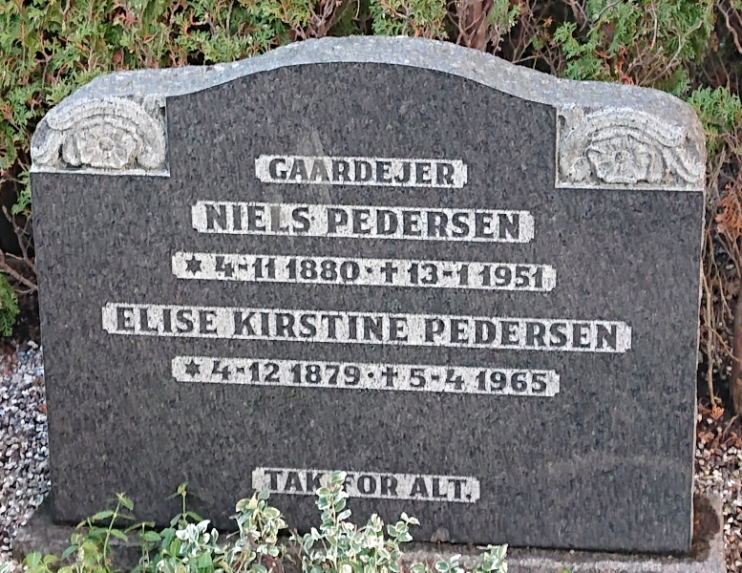 GAARDEJER
NIELS PEDERSEN
* 4-11 1880 · † 13-1 1951
ELISE KIRSTINE PEDERSEN
* 4-12 1879 · † 5-4 1965
TAK FOR ALT.